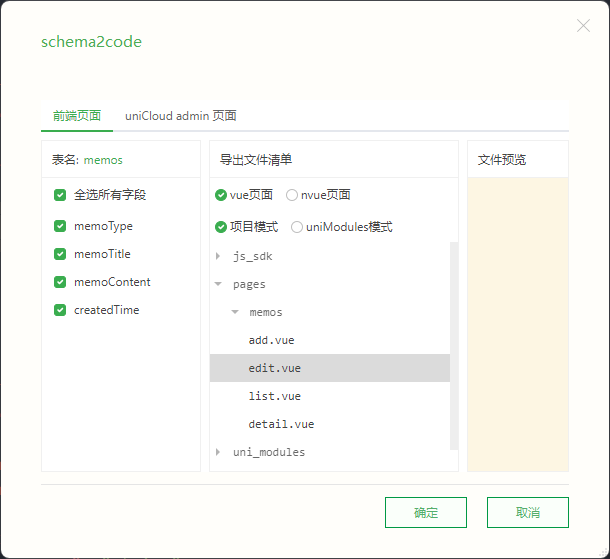 schema2code
前端页面 uniCloud admin 页面
表名: memos
全选所有字段
memoType
memoTitle
memoContent
createdTime
导出文件清单
vue页面 nvue页面
项目模式 uniModules模式
js_sdk
pages
memos
add.vue
edit.vue
list.vue
detail.vue
uni_modules
文件预览
确定 取消